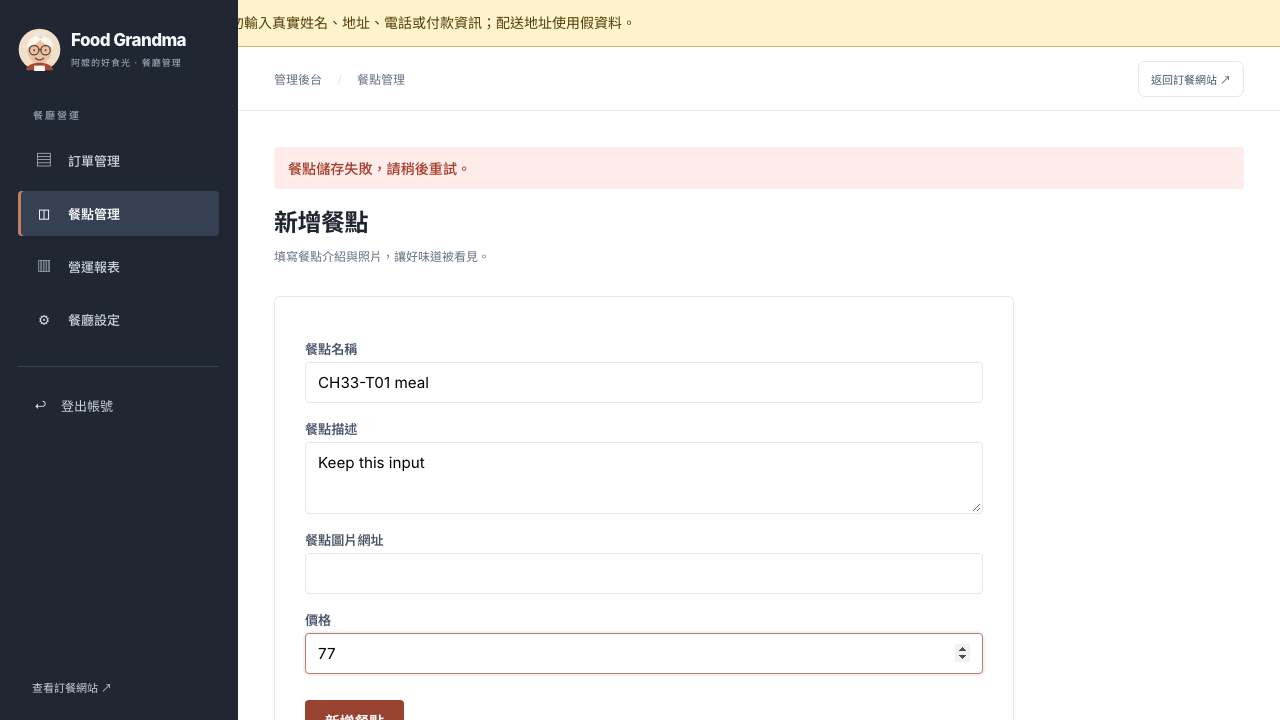 輸入真實姓名、地址、電話或付款資訊；配送地址使用假資料。
Food Grandma
阿嬤的好食光 · 餐廳管理
餐廳營運
訂單管理
餐點管理
營運報表
餐廳設定
登出帳號
查看訂餐網站 ↗
管理後台 / 餐點管理
返回訂餐網站 ↗
餐點儲存失敗，請稍後重試。
新增餐點
填寫餐點介紹與照片，讓好味道被看見。
餐點名稱
CH33-T01 meal
餐點描述
Keep this input
餐點圖片網址
價格
77
新增餐點